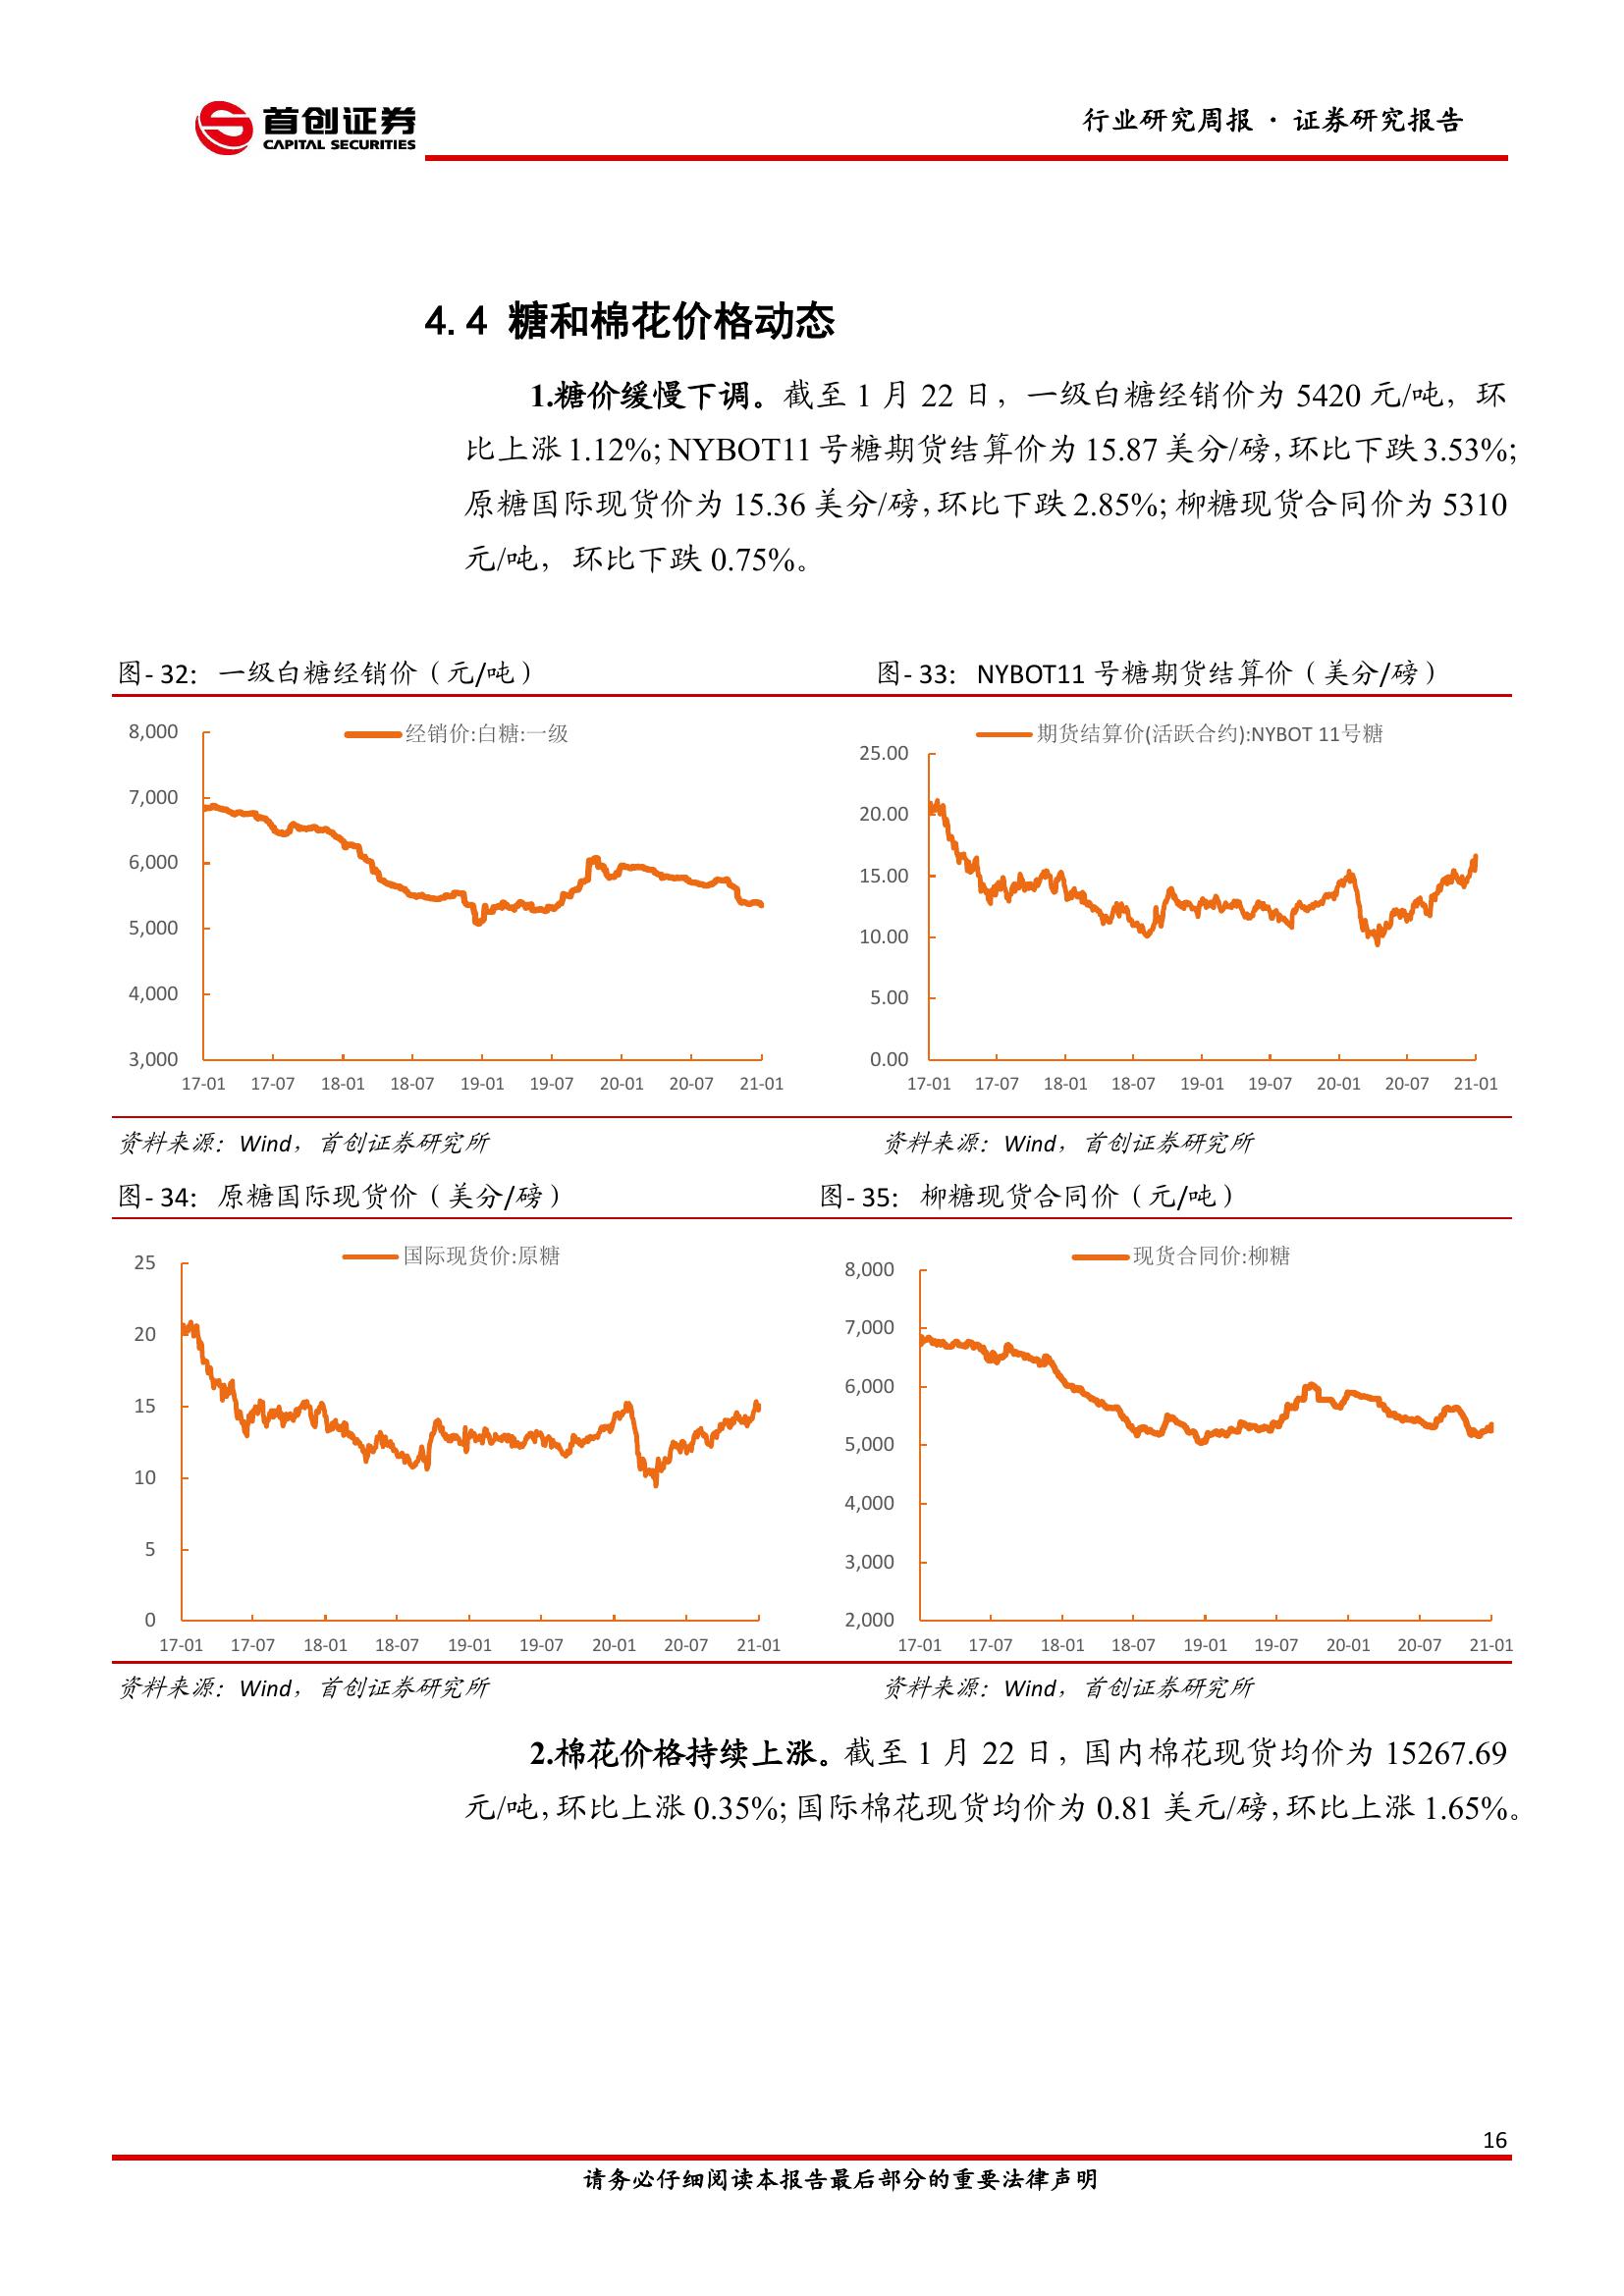 首创证券
CAPITAL SECURITIES
行业研究周报 · 证券研究报告
4.4 糖和棉花价格动态
1.糖价缓慢下调。截至 1 月 22 日，一级白糖经销价为 5420 元/吨，环
比上涨 1.12%; NYBOT11 号糖期货结算价为 15.87 美分/磅,环比下跌 3.53%;
原糖国际现货价为 15.36 美分/磅,环比下跌 2.85%; 柳糖现货合同价为 5310
元/吨，环比下跌 0.75%。
图- 32: 一级白糖经销价（元/吨）
图- 33: NYBOT11 号糖期货结算价（美分/磅）
经销价:白糖:一级
8,000
7,000
6,000
5,000
4,000
3,000
17-01 17-07 18-01 18-07 19-01 19-07 20-01 20-07 21-01
期货结算价(活跃合约):NYBOT 11号糖
25.00
20.00
15.00
10.00
5.00
0.00
17-01 17-07 18-01 18-07 19-01 19-07 20-01 20-07 21-01
资料来源：Wind，首创证券研究所
资料来源：Wind，首创证券研究所
图- 34: 原糖国际现货价（美分/磅）
图- 35: 柳糖现货合同价（元/吨）
国际现货价:原糖
25
20
15
10
5
0
17-01 17-07 18-01 18-07 19-01 19-07 20-01 20-07 21-01
现货合同价:柳糖
8,000
7,000
6,000
5,000
4,000
3,000
2,000
17-01 17-07 18-01 18-07 19-01 19-07 20-01 20-07 21-01
资料来源：Wind，首创证券研究所
资料来源：Wind，首创证券研究所
2.棉花价格持续上涨。截至 1 月 22 日，国内棉花现货均价为 15267.69
元/吨,环比上涨 0.35%; 国际棉花现货均价为 0.81 美元/磅,环比上涨 1.65%。
16
请务必仔细阅读本报告最后部分的重要法律声明